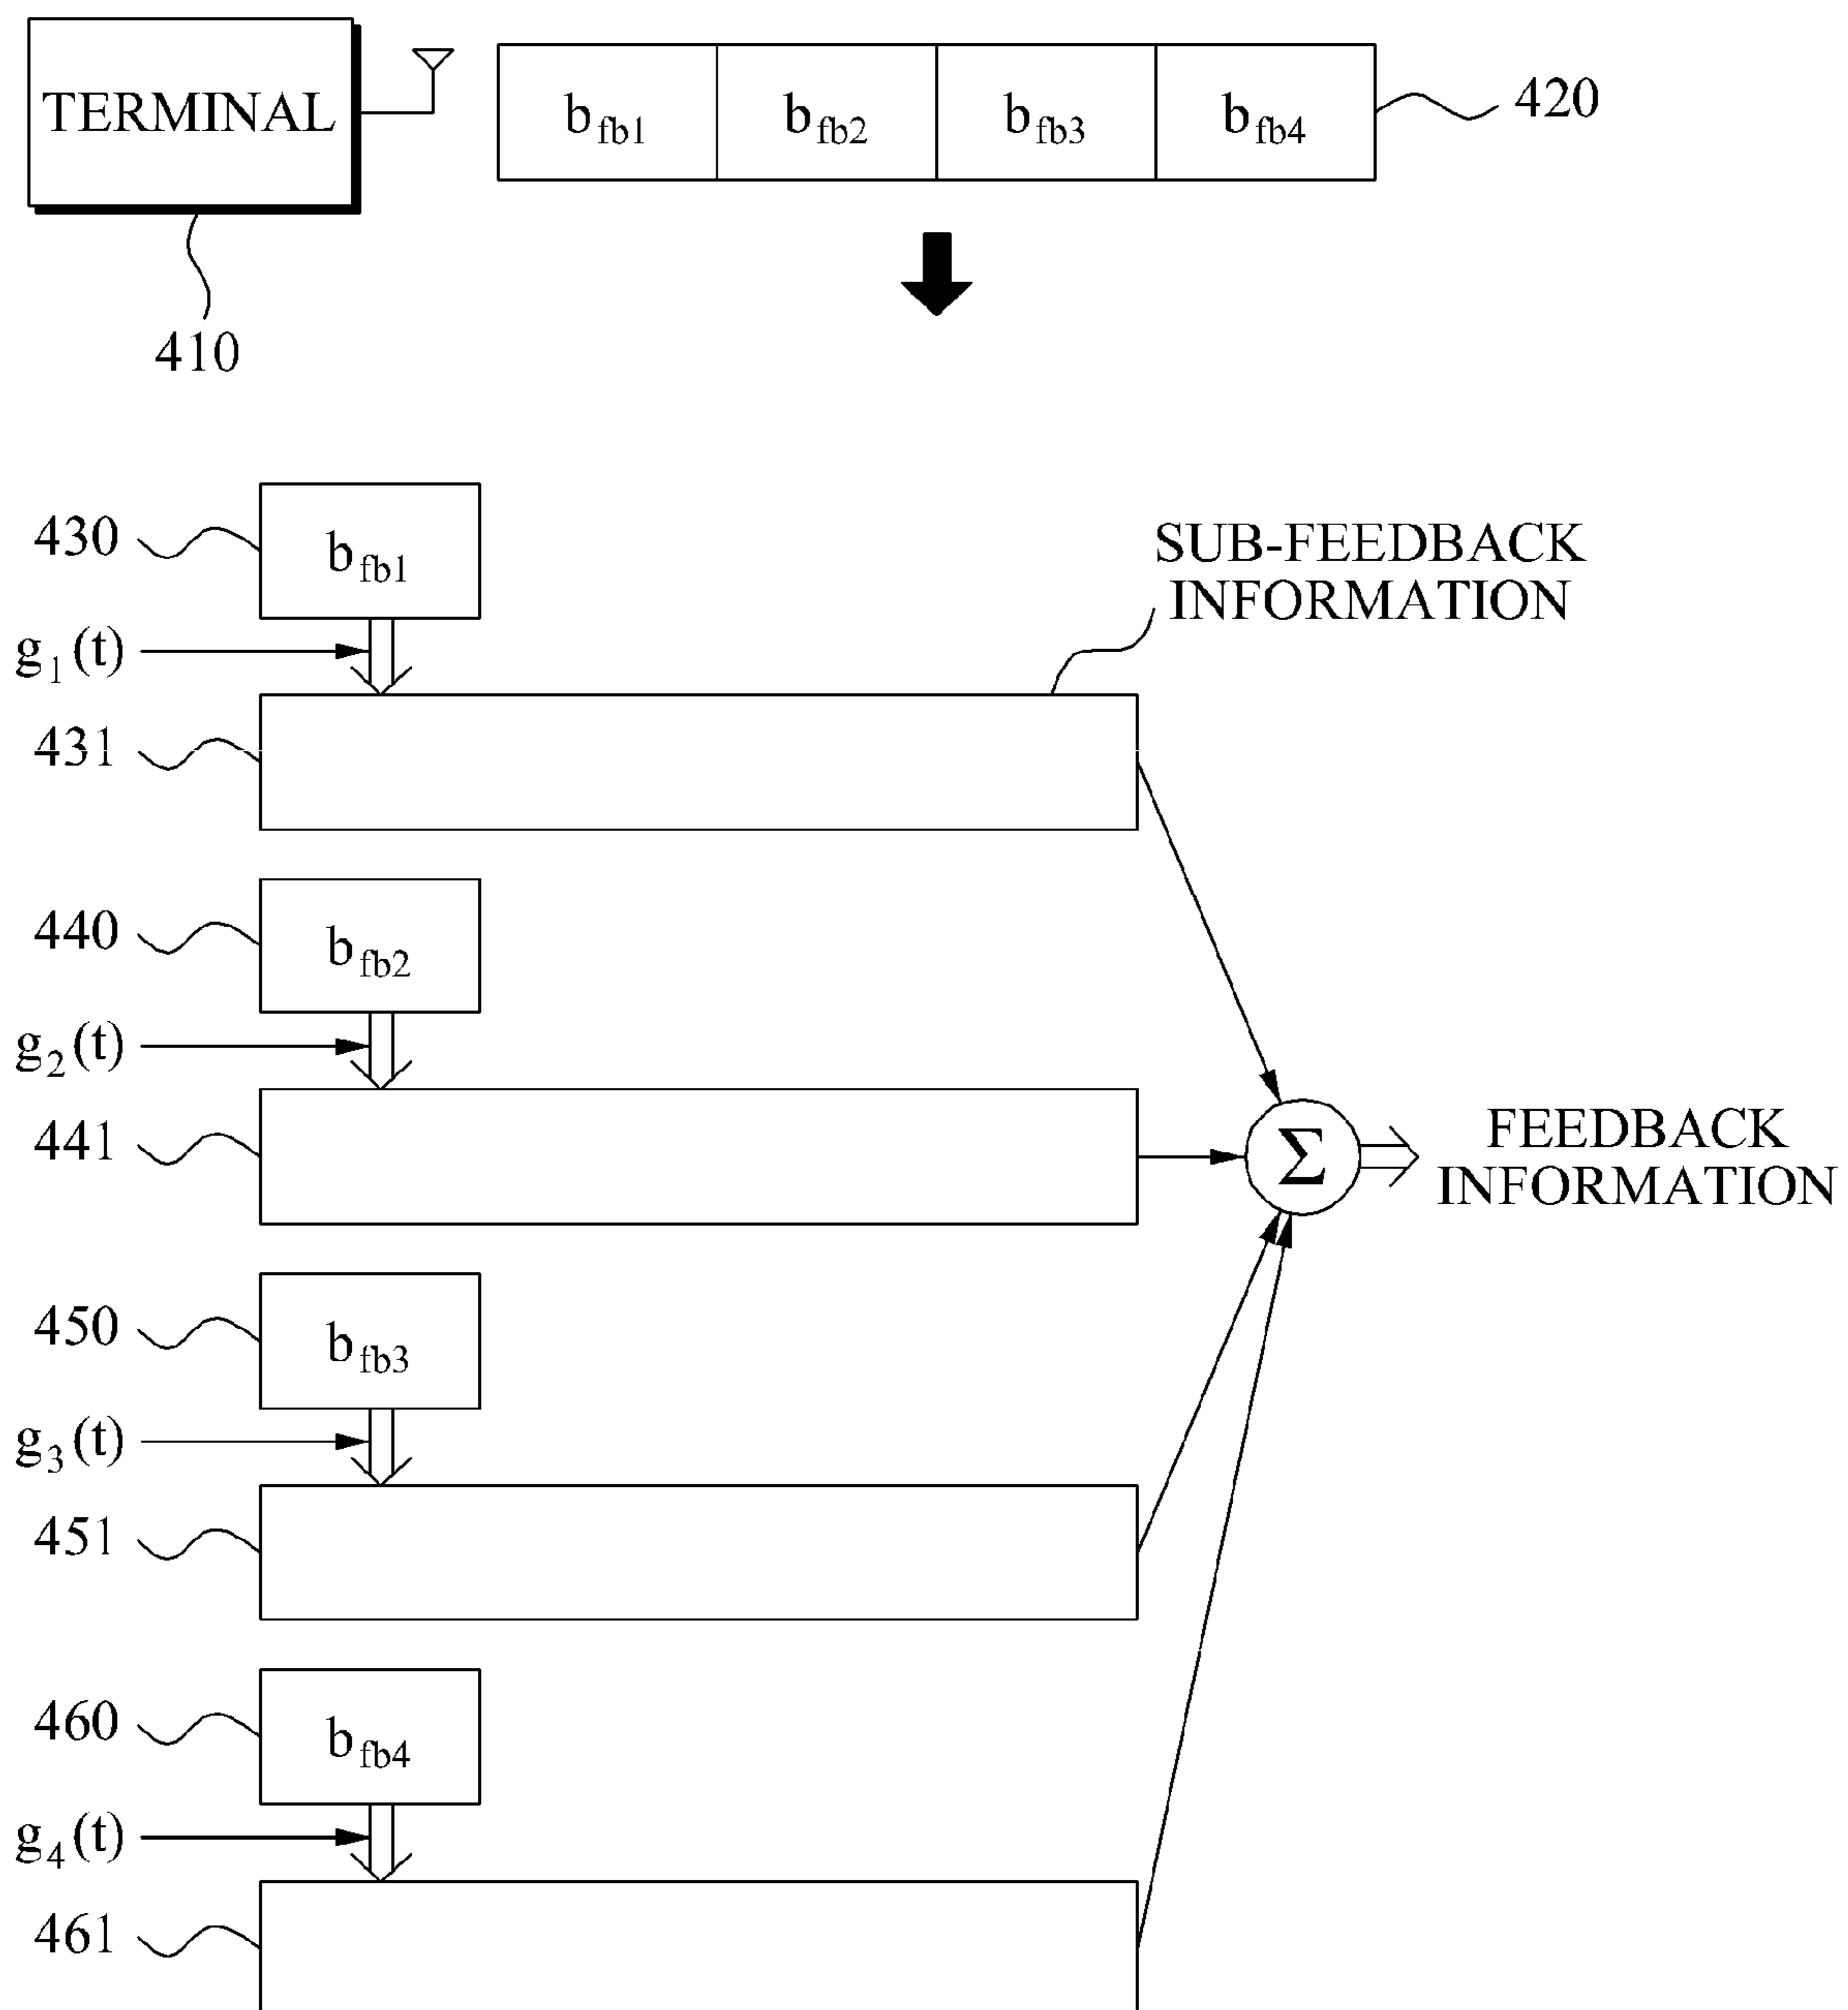 TERMINAL
b_fb1 b_fb2 b_fb3 b_fb4
420
410
430
b_fb1
SUB-FEEDBACK
INFORMATION
g_1(t)
431
440
b_fb2
g_2(t)
441
Σ
FEEDBACK
INFORMATION
450
b_fb3
g_3(t)
451
460
b_fb4
g_4(t)
461